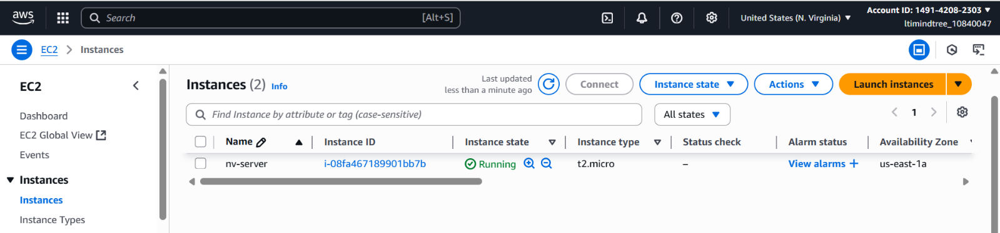 aws
Search [Alt+S]
United States (N. Virginia)
Account ID: 1491-4208-2303
ltimindtree_10840047
EC2 Instances
EC2
Dashboard
EC2 Global View
Events
Instances
Instances
Instance Types
Instances (2) Info
Last updated
less than a minute ago
Connect Instance state Actions Launch instances
Find Instance by attribute or tag (case-sensitive)
All states
1
Name Instance ID Instance state Instance type Status check Alarm status Availability Zone
nv-server i-08fa467189901bb7b Running t2.micro – View alarms + us-east-1a